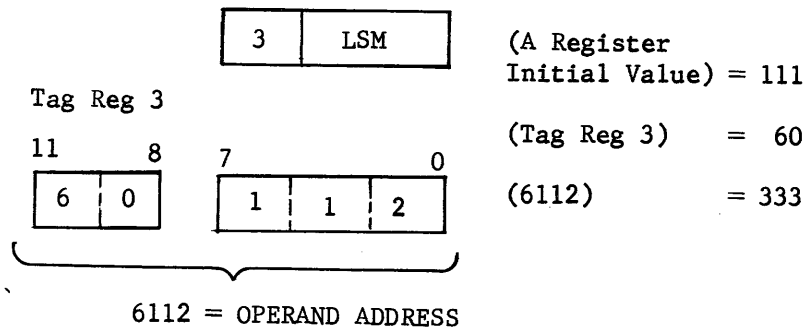 3 LSM
(A Register
Initial Value) = 111
Tag Reg 3
(Tag Reg 3) = 60
11 8 7 0
6 0 1 1 2
(6112) = 333
6112 = OPERAND ADDRESS